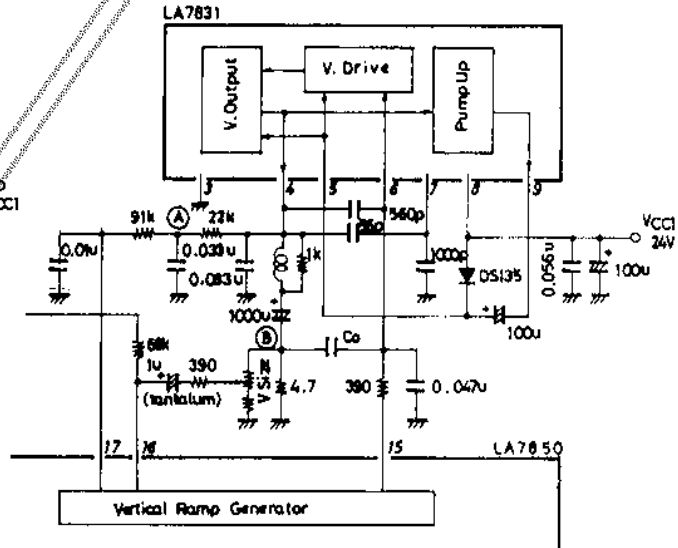 LA7831
V. Output
V. Drive
Pump Up
3 4 5 6 7 8 9
CC1
91k
A
22k
560p
0.01u
0.033u
0.083u
1k
1000p
VCC1
24V
0.056u
100u
DS135
1000u
100u
B
Co
68k
1u
390
(tantalum)
V Size
4.7
390
0.047u
17 16 15
LA7850
Vertical Ramp Generator